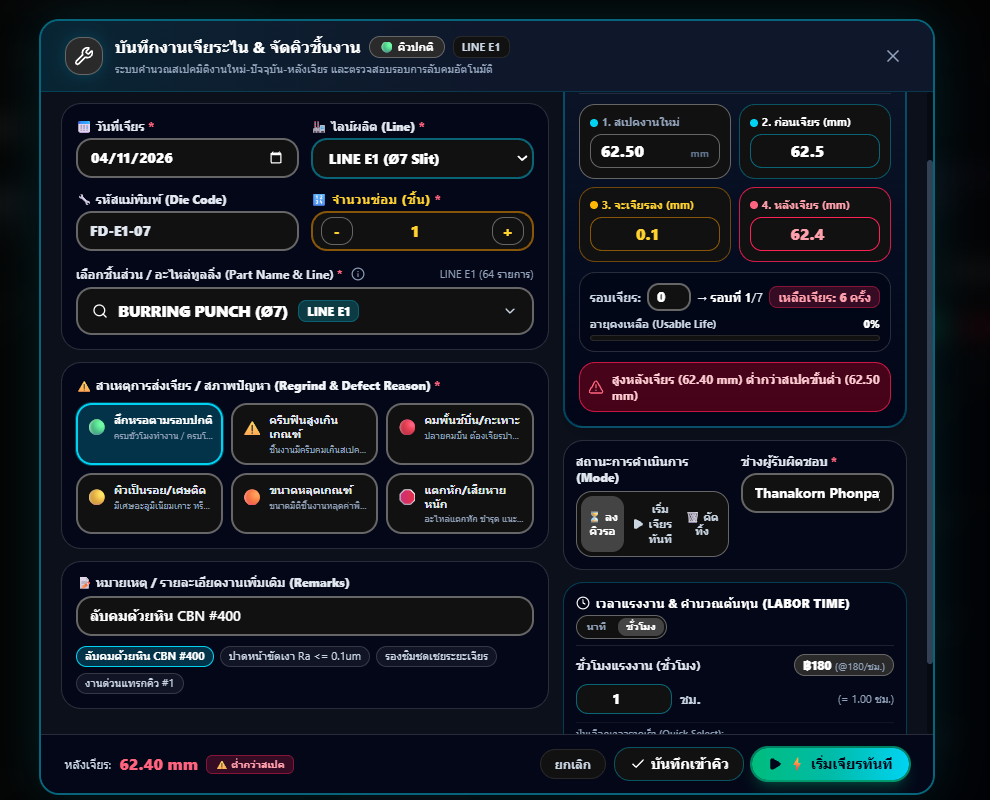 บันทึกงานเจียระไน & จัดคิวชิ้นงาน
คิวปกติ
LINE E1
ระบบคำนวณสเปคมิติงานใหม่-ปัจจุบัน-หลังเจียร และตรวจสอบรอบการลับคมอัตโนมัติ
วันที่เจียร *
04/11/2026
ไลน์ผลิต (Line) *
LINE E1 (Ø7 Slit)
รหัสแม่พิมพ์ (Die Code)
FD-E1-07
จำนวนซ่อม (ชิ้น) *
-
1
+
เลือกชิ้นส่วน / อะไหล่ทูลลิ่ง (Part Name & Line) *
LINE E1 (64 รายการ)
BURRING PUNCH (Ø7)
LINE E1
สาเหตุการส่งเจียร / สภาพปัญหา (Regrind & Defect Reason) *
สึกหรอตามรอบปกติ
ครบชั่วโมงทำงาน / ครบโ...
ครีบฟันสูงเกิน
เกณฑ์
ชิ้นงานมีครีบคมเกินสเปค...
คมพั้นช์บิ่น/กะเทาะ
ปลายคมบิ่น ต้องเจียรปา...
ผิวเป็นรอย/เศษติด
มีเศษอะลูมิเนียมเกาะ หรื...
ขนาดหลุดเกณฑ์
ขนาดมิติชิ้นงานหลุดค่าพิ...
แตกหัก/เสียหาย
หนัก
อะไหล่แตกหัก ชำรุด แนะ...
หมายเหตุ / รายละเอียดงานเพิ่มเติม (Remarks)
ลับคมด้วยหิน CBN #400
ลับคมด้วยหิน CBN #400
ปาดหน้าขัดเงา Ra <= 0.1um
รองชิมชดเชยระยะเจียร
งานด่วนแทรกคิว #1
1. สเปคงานใหม่
62.50
mm
2. ก่อนเจียร (mm)
62.5
3. จะเจียรลง (mm)
0.1
4. หลังเจียร (mm)
62.4
รอบเจียร:
0
→ รอบที่ 1/7
เหลือเจียร: 6 ครั้ง
อายุคงเหลือ (Usable Life)
0%
สูงหลังเจียร (62.40 mm) ต่ำกว่าสเปคขั้นต่ำ (62.50
mm)
สถานะการดำเนินการ
(Mode)
ลง
คิวรอ
เริ่ม
เจียร
ทันที
คัด
ทิ้ง
ช่างผู้รับผิดชอบ *
Thanakorn Phonpa
เวลาแรงงาน & คำนวณต้นทุน (LABOR TIME)
นาที
ชั่วโมง
ชั่วโมงแรงงาน (ชั่วโมง)
฿180 (@180/ชม.)
1
ชม.
(= 1.00 ชม.)
หลังเจียร: 62.40 mm
ต่ำกว่าสเปค
ยกเลิก
บันทึกเข้าคิว
เริ่มเจียรทันที